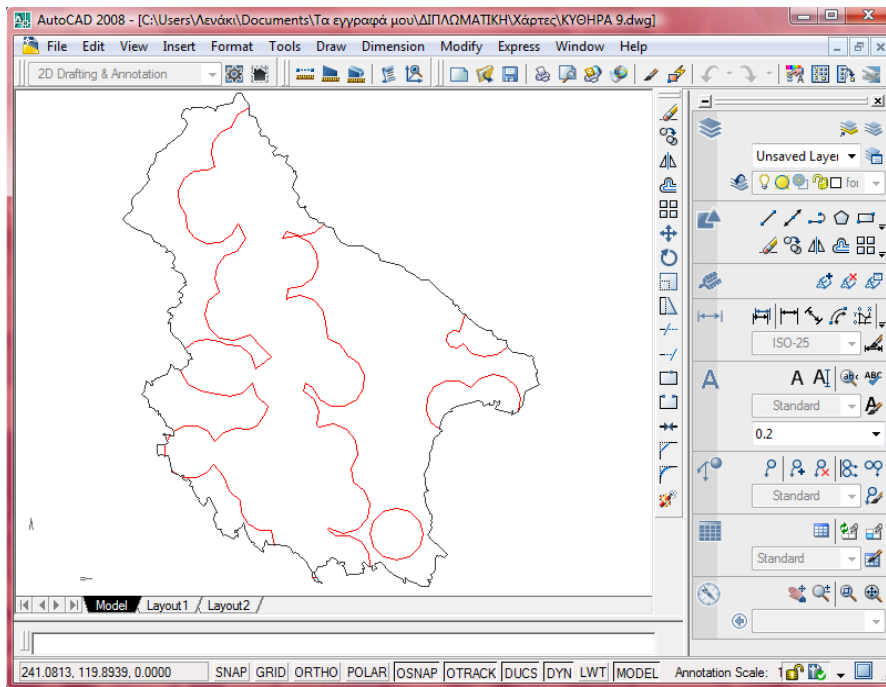 AutoCAD 2008 - [C:\Users\Λενάκι\Documents\Τα εγγραφά μου\ΔΙΠΛΩΜΑΤΙΚΗ\Χάρτες\ΚΥΘΗΡΑ 9.dwg]
File Edit View Insert Format Tools Draw Dimension Modify Express Window Help
2D Drafting & Annotation
Unsaved Layer
for
ISO-25
A A abc ABC
Standard A
0.2
Standard
Standard
Model Layout1 Layout2
241.0813, 119.8939, 0.0000 SNAP GRID ORTHO POLAR OSNAP OTRACK DUCS DYN LWT MODEL Annotation Scale: 1